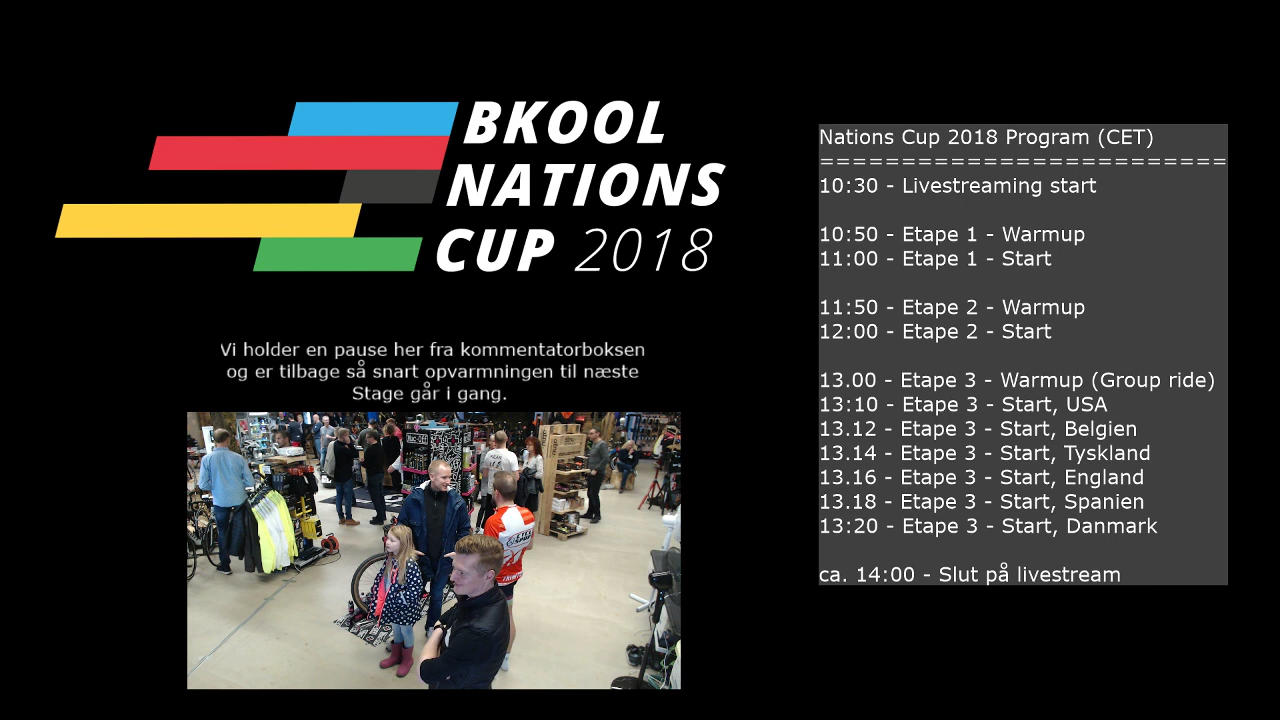 BKOOL
NATIONS
CUP 2018
Vi holder en pause her fra kommentatorboksen
og er tilbage så snart opvarmningen til næste
Stage går i gang.
Nations Cup 2018 Program (CET)
=========================
10:30 - Livestreaming start
10:50 - Etape 1 - Warmup
11:00 - Etape 1 - Start
11:50 - Etape 2 - Warmup
12:00 - Etape 2 - Start
13.00 - Etape 3 - Warmup (Group ride)
13:10 - Etape 3 - Start, USA
13.12 - Etape 3 - Start, Belgien
13.14 - Etape 3 - Start, Tyskland
13.16 - Etape 3 - Start, England
13.18 - Etape 3 - Start, Spanien
13:20 - Etape 3 - Start, Danmark
ca. 14:00 - Slut på livestream